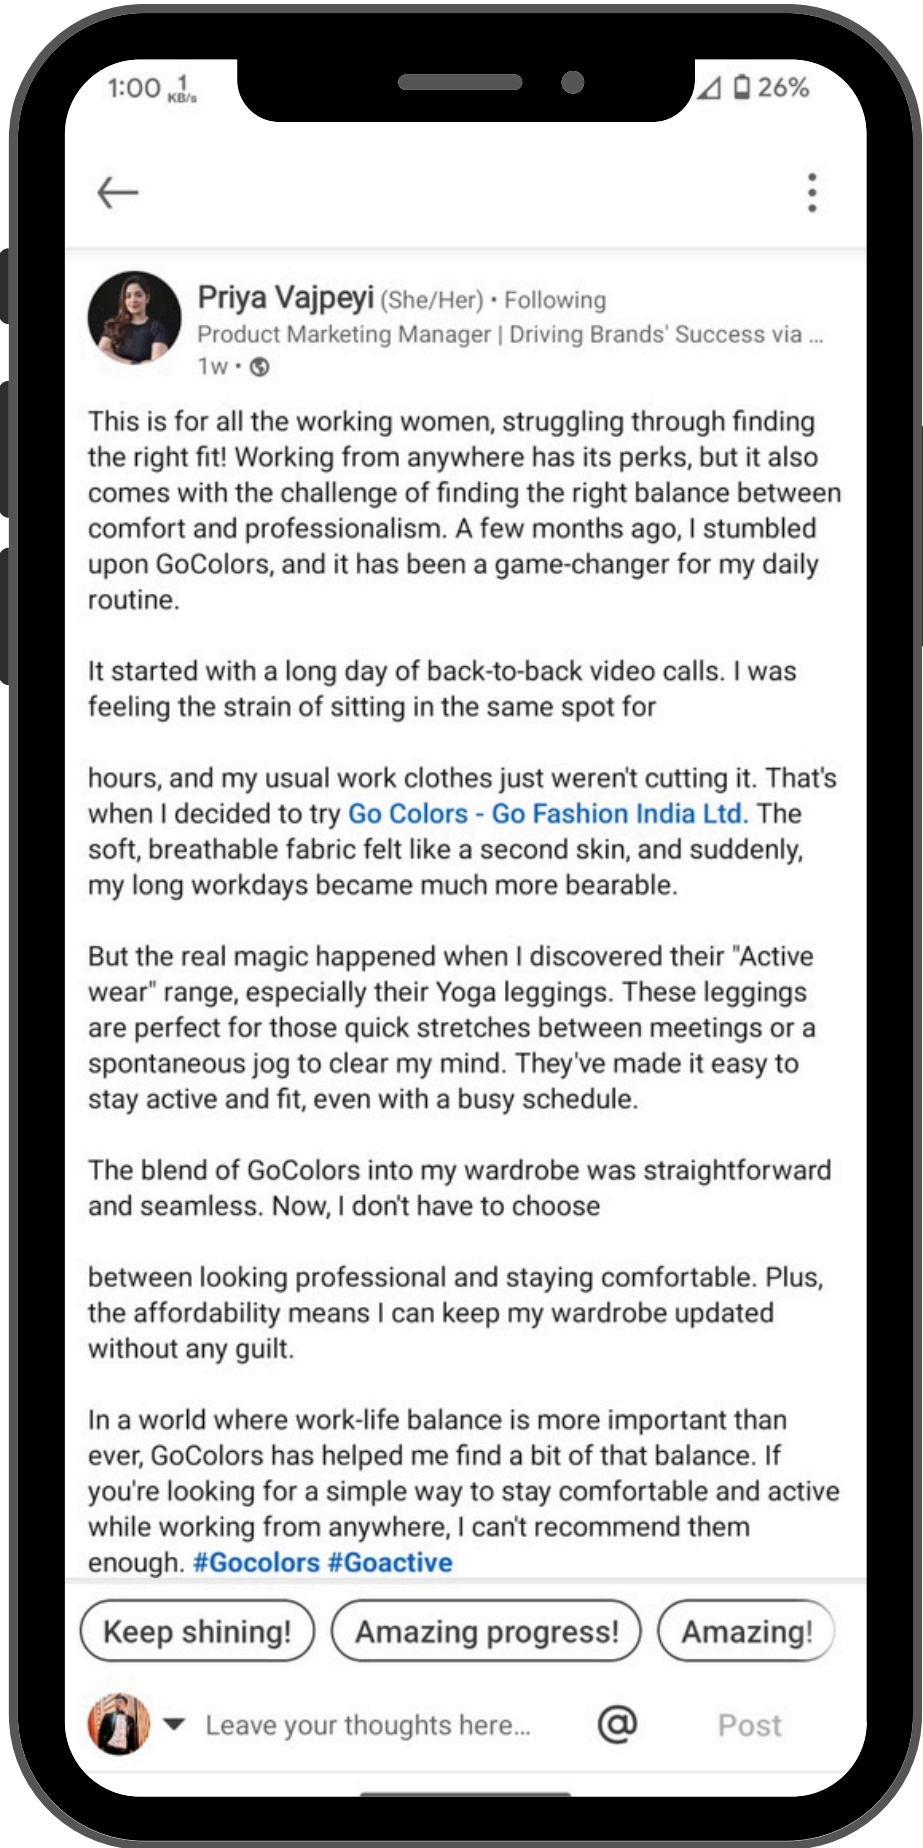 1:00 1 KB/s 26%
Priya Vajpeyi (She/Her) • Following
Product Marketing Manager | Driving Brands' Success via ...
1w •
This is for all the working women, struggling through finding
the right fit! Working from anywhere has its perks, but it also
comes with the challenge of finding the right balance between
comfort and professionalism. A few months ago, I stumbled
upon GoColors, and it has been a game-changer for my daily
routine.
It started with a long day of back-to-back video calls. I was
feeling the strain of sitting in the same spot for
hours, and my usual work clothes just weren't cutting it. That's
when I decided to try Go Colors - Go Fashion India Ltd. The
soft, breathable fabric felt like a second skin, and suddenly,
my long workdays became much more bearable.
But the real magic happened when I discovered their "Active
wear" range, especially their Yoga leggings. These leggings
are perfect for those quick stretches between meetings or a
spontaneous jog to clear my mind. They've made it easy to
stay active and fit, even with a busy schedule.
The blend of GoColors into my wardrobe was straightforward
and seamless. Now, I don't have to choose
between looking professional and staying comfortable. Plus,
the affordability means I can keep my wardrobe updated
without any guilt.
In a world where work-life balance is more important than
ever, GoColors has helped me find a bit of that balance. If
you're looking for a simple way to stay comfortable and active
while working from anywhere, I can't recommend them
enough. #Gocolors #Goactive
Keep shining! Amazing progress! Amazing!
Leave your thoughts here... @ Post